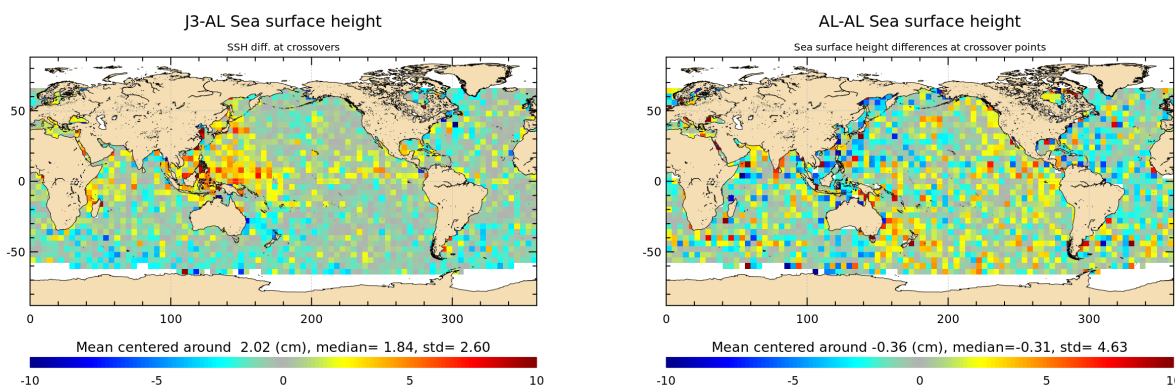 J3-AL Sea surface height
SSH diff. at crossovers
50
0
-50
0 100 200 300
Mean centered around  2.02 (cm), median= 1.84, std= 2.60
-10 -5 0 5 10
AL-AL Sea surface height
Sea surface height differences at crossover points
50
0
-50
0 100 200 300
Mean centered around -0.36 (cm), median=-0.31, std= 4.63
-10 -5 0 5 10